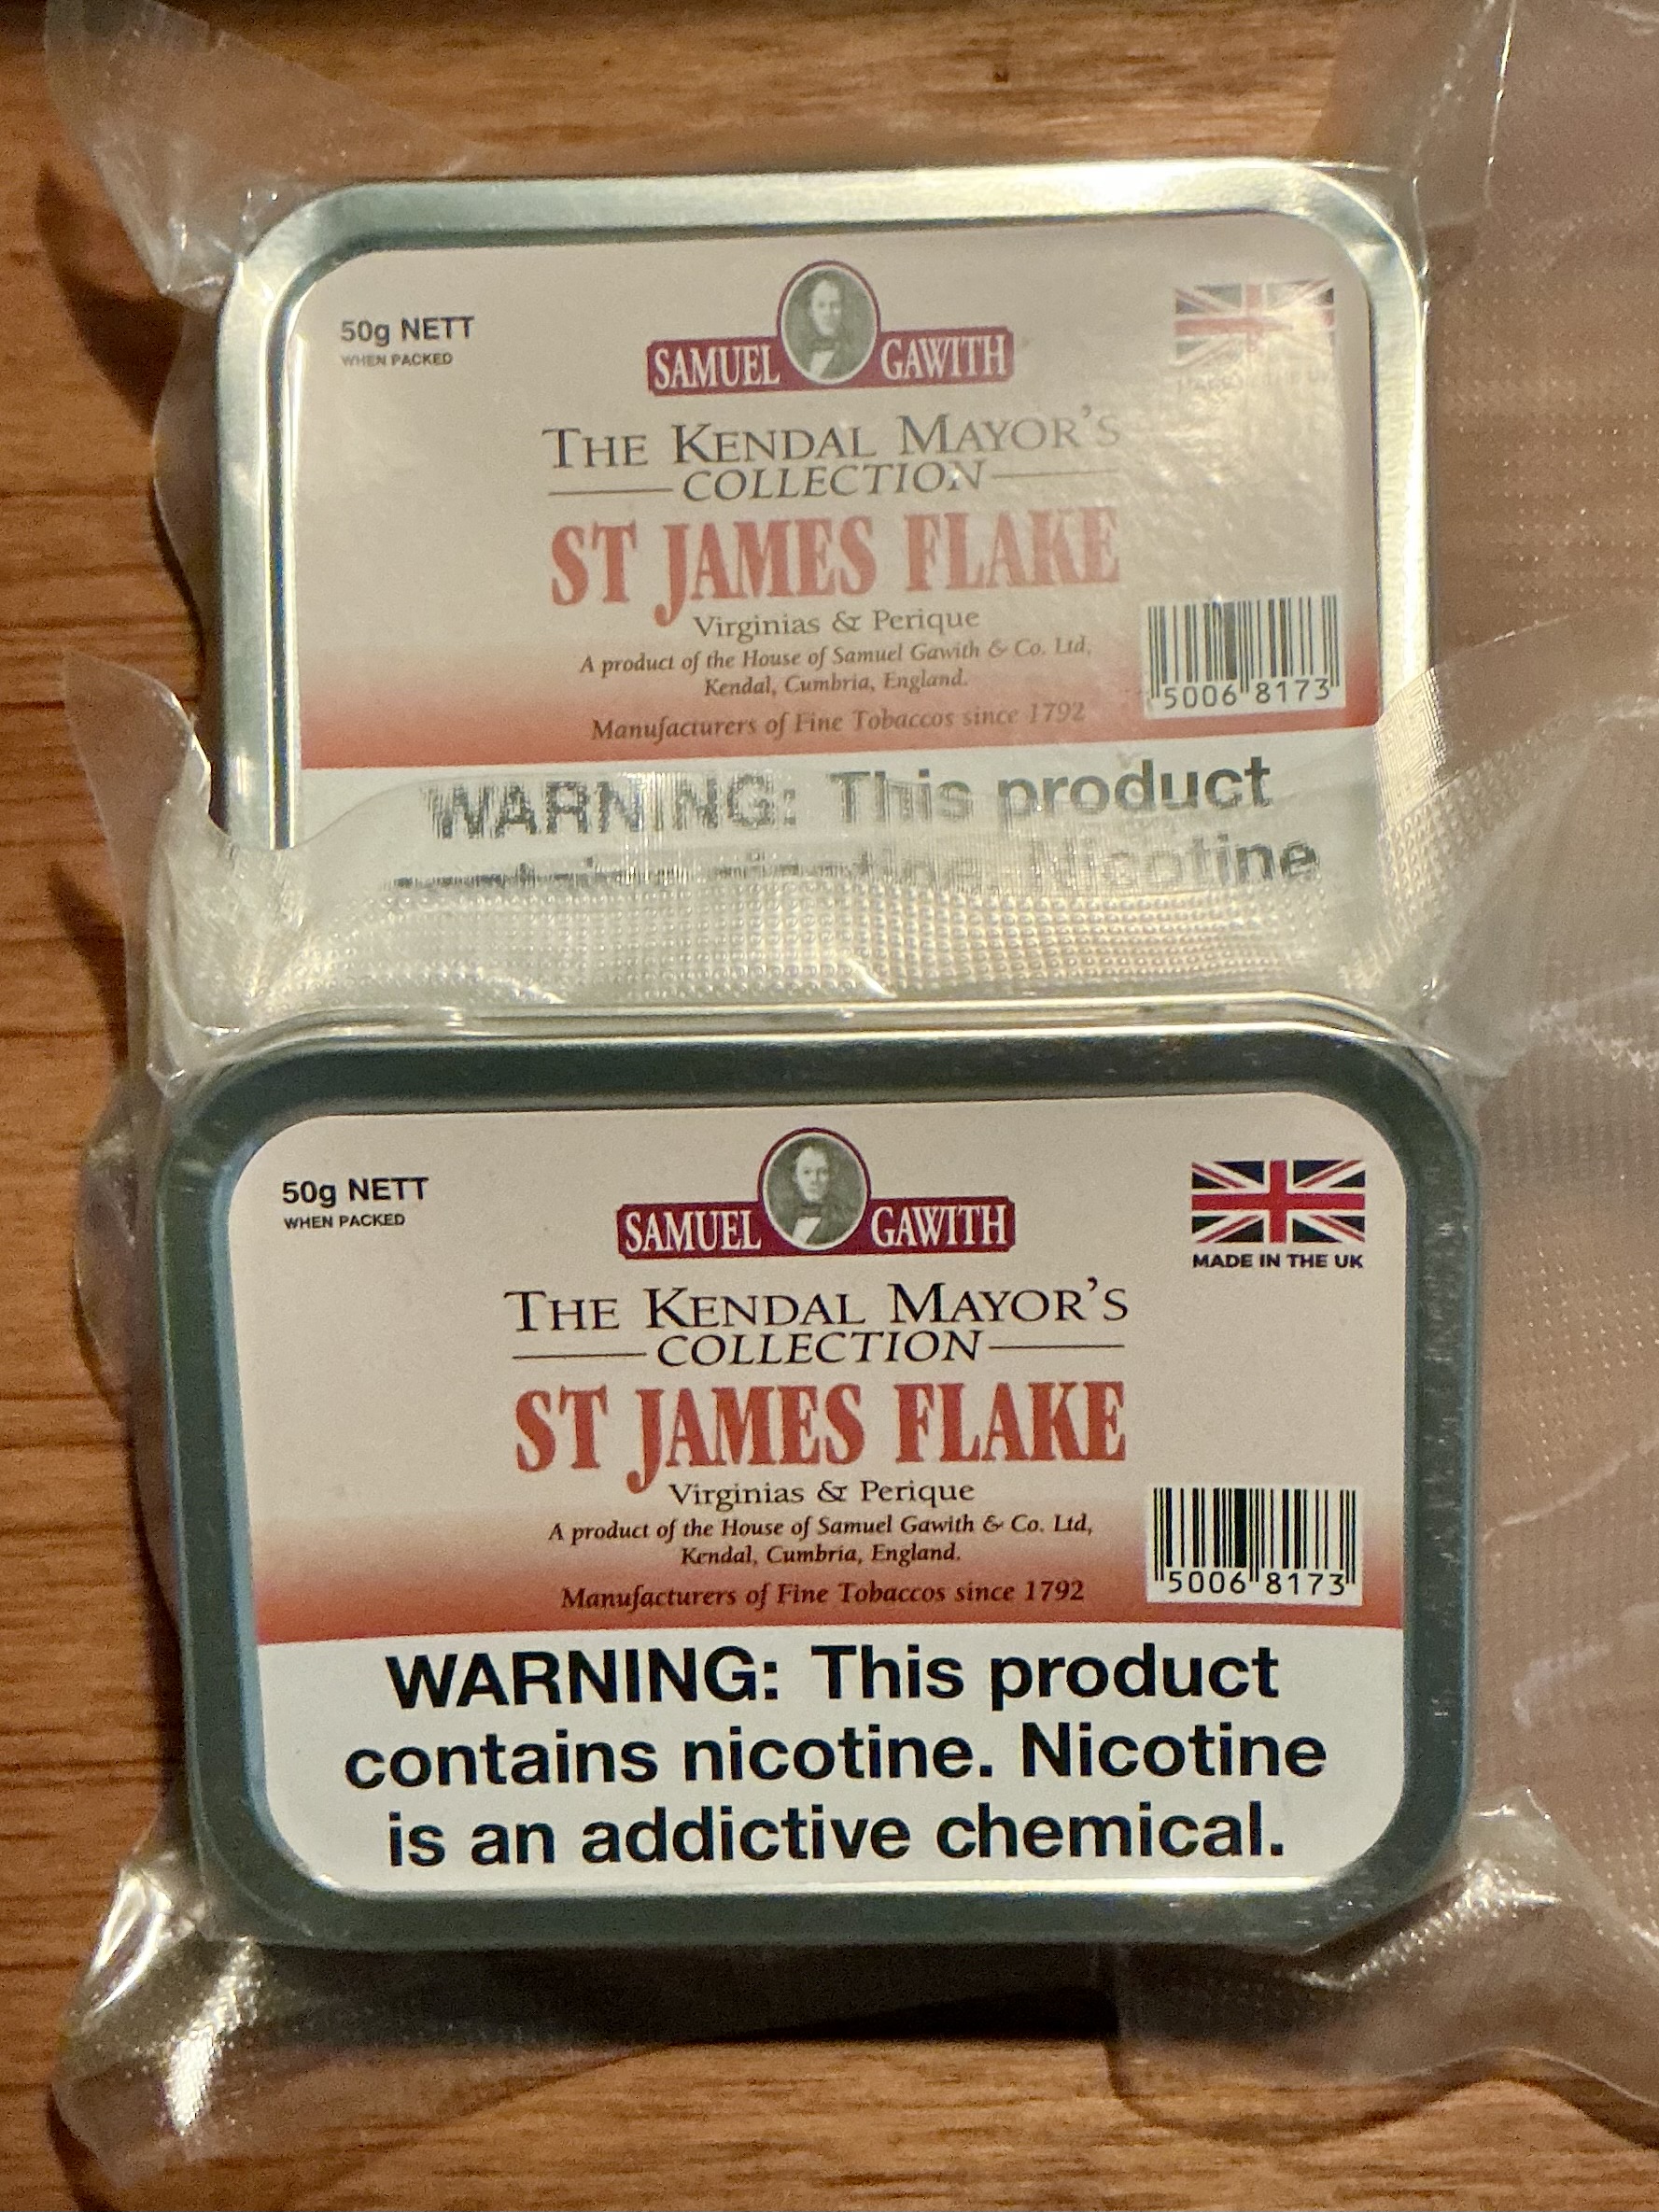 50g NETT
WHEN PACKED
SAMUEL GAWITH
THE KENDAL MAYOR'S
COLLECTION
ST JAMES FLAKE
Virginias & Perique
A product of the House of Samuel Gawith & Co. Ltd,
Kendal, Cumbria, England.
Manufacturers of Fine Tobaccos since 1792
5006 8173
WARNING: This product
Nicotine
50g NETT
WHEN PACKED
SAMUEL GAWITH
MADE IN THE UK
THE KENDAL MAYOR'S
COLLECTION
ST JAMES FLAKE
Virginias & Perique
A product of the House of Samuel Gawith & Co. Ltd,
Kendal, Cumbria, England.
Manufacturers of Fine Tobaccos since 1792
5006 8173
WARNING: This product
contains nicotine. Nicotine
is an addictive chemical.